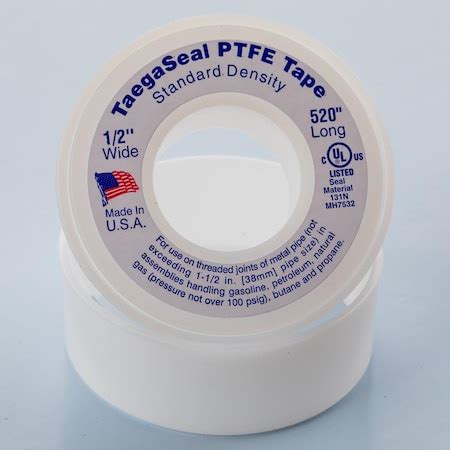 TaegaSeal PTFE Tape
Standard Density
1/2"
Wide
520"
Long
C UL US
LISTED
Seal
Material
131N
MH7532
Made In
U.S.A.
For use on threaded joints of metal pipe (not
exceeding 1-1/2 in. [38mm] pipe size) in
assemblies handling gasoline, petroleum, natural
gas (pressure not over 100 psig), butane and propane.